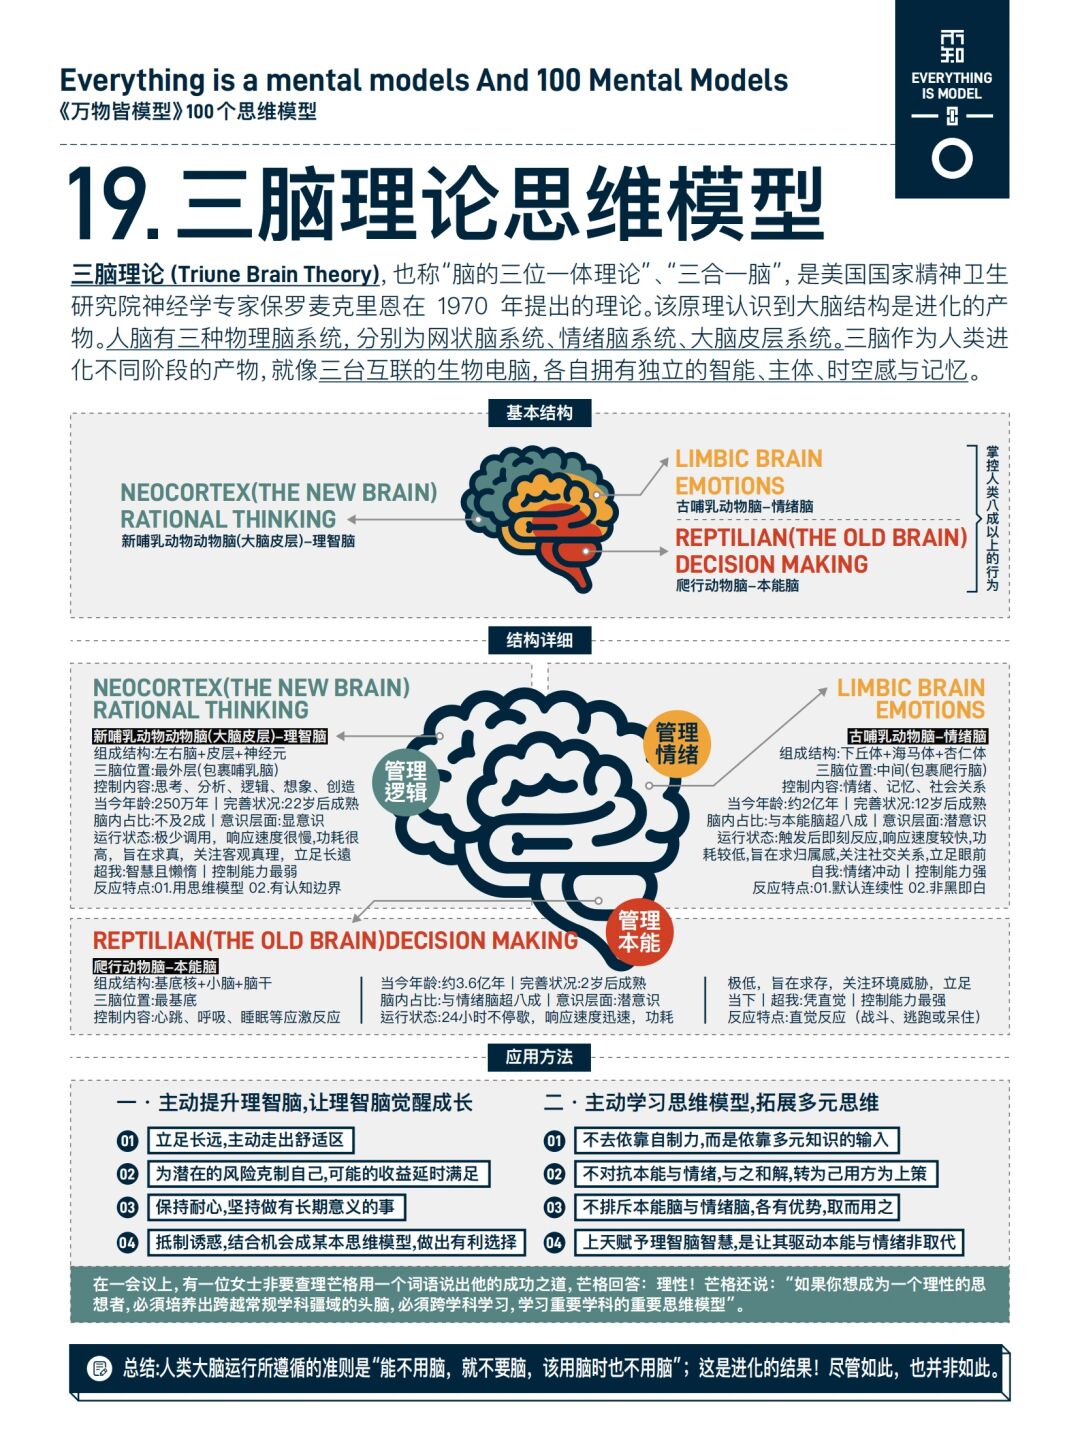 Everything is a mental models And 100 Mental Models
《万物皆模型》100个思维模型
EVERYTHING
IS MODEL
19.三脑理论思维模型
三脑理论 (Triune Brain Theory)，也称“脑的三位一体理论”、“三合一脑”，是美国国家精神卫生
研究院神经学专家保罗麦克里恩在 1970 年提出的理论。该原理认识到大脑结构是进化的产
物。人脑有三种物理脑系统，分别为网状脑系统、情绪脑系统、大脑皮层系统。三脑作为人类进
化不同阶段的产物，就像三台互联的生物电脑，各自拥有独立的智能、主体、时空感与记忆。
基本结构
NEOCORTEX(THE NEW BRAIN)
RATIONAL THINKING
新哺乳动物动物脑(大脑皮层)–理智脑
LIMBIC BRAIN
EMOTIONS
古哺乳动物脑–情绪脑
REPTILIAN(THE OLD BRAIN)
DECISION MAKING
爬行动物脑–本能脑
掌控人类八成以上的行为
结构详细
NEOCORTEX(THE NEW BRAIN)
RATIONAL THINKING
新哺乳动物动物脑(大脑皮层)–理智脑
组成结构:左右脑+皮层+神经元
三脑位置:最外层(包裹哺乳脑)
控制内容:思考、分析、逻辑、想象、创造
当今年龄:250万年丨完善状况:22岁后成熟
脑内占比:不及2成丨意识层面:显意识
运行状态:极少调用，响应速度很慢,功耗很
高，旨在求真，关注客观真理，立足长遠
超我:智慧且懒惰丨控制能力最弱
反应特点:01.用思维模型 02.有认知边界
管理
逻辑
管理
情绪
LIMBIC BRAIN
EMOTIONS
古哺乳动物脑–情绪脑
组成结构:下丘体+海马体+杏仁体
三脑位置:中间(包裹爬行脑)
控制内容:情绪、记忆、社会关系
当今年龄:约2亿年丨完善状况:12岁后成熟
脑内占比:与本能脑超八成丨意识层面:潜意识
运行状态:触发后即刻反应,响应速度较快,功
耗较低,旨在求归属感,关注社交关系,立足眼前
自我:情绪冲动丨控制能力强
反应特点:01.默认连续性 02.非黑即白
管理
本能
REPTILIAN(THE OLD BRAIN)DECISION MAKING
爬行动物脑–本能脑
组成结构:基底核+小脑+脑干
三脑位置:最基底
控制内容:心跳、呼吸、睡眠等应激反应
当今年龄:约3.6亿年丨完善状况:2岁后成熟
脑内占比:与情绪脑超八成丨意识层面:潜意识
运行状态:24小时不停歇，响应速度迅速，功耗
极低，旨在求存，关注环境威胁，立足
当下丨超我:凭直觉丨控制能力最强
反应特点:直觉反应（战斗、逃跑或呆住）
应用方法
一 · 主动提升理智脑,让理智脑觉醒成长
01 立足长远,主动走出舒适区
02 为潜在的风险克制自己,可能的收益延时满足
03 保持耐心,坚持做有长期意义的事
04 抵制诱惑,结合机会成某本思维模型,做出有利选择
二 · 主动学习思维模型,拓展多元思维
01 不去依靠自制力,而是依靠多元知识的输入
02 不对抗本能与情绪,与之和解,转为己用方为上策
03 不排斥本能脑与情绪脑,各有优势,取而用之
04 上天赋予理智脑智慧,是让其驱动本能与情绪非取代
在一会议上，有一位女士非要查理芒格用一个词语说出他的成功之道，芒格回答：理性！芒格还说：“如果你想成为一个理性的思
想者，必須培养出跨越常规学科疆域的头脑，必須跨学科学习，学习重要学科的重要思维模型”。
总结:人类大脑运行所遵循的准则是“能不用脑，就不要脑，该用脑时也不用脑”；这是进化的结果！尽管如此，也并非如此。